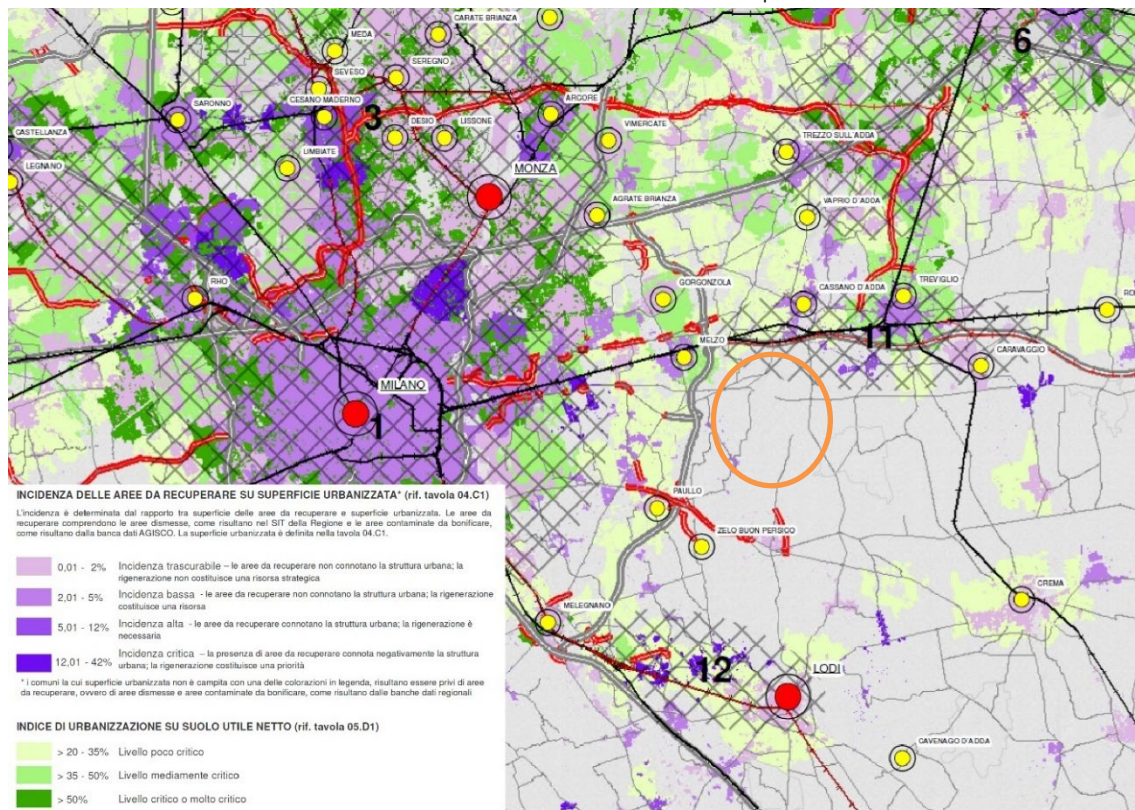 CARATE BRIANZA
6
MEDA
SEREGNO
SEVESO
SARONNO
CESANO MADERNO
ARCORE
3
DESIO
LISSONE
VIMERCATE
CASTELLANZA
TREZZO SULL'ADDA
LIMBIATE
LEGNANO
MONZA
AGRATE BRIANZA
VAPRIO D'ADDA
RHO
GORGONZOLA
CASSANO D'ADDA
TREVIGLIO
RO
11
MELZO
CARAVAGGIO
MILANO
1
INCIDENZA DELLE AREE DA RECUPERARE SU SUPERFICIE URBANIZZATA* (rif. tavola 04.C1)
L'incidenza è determinata dal rapporto tra superficie delle aree da recuperare e superficie urbanizzata. Le aree da
recuperare comprendono le aree dismesse, come risultano nel SIT della Regione e le aree contaminate da bonificare,
come risultano dalla banca dati AGISCO. La superficie urbanizzata è definita nella tavola 04.C1.
0,01 - 2% Incidenza trascurabile – le aree da recuperare non connotano la struttura urbana; la
rigenerazione non costituisce una risorsa strategica
2,01 - 5% Incidenza bassa - le aree da recuperare non connotano la struttura urbana; la rigenerazione
costituisce una risorsa
5,01 - 12% Incidenza alta - le aree da recuperare connotano la struttura urbana; la rigenerazione è
necessaria
12,01 - 42% Incidenza critica – la presenza di aree da recuperare connota negativamente la struttura
urbana; la rigenerazione costituisce una priorità
* i comuni la cui superficie urbanizzata non è campita con una delle colorazioni in legenda, risultano essere privi di aree
da recuperare, ovvero di aree dismesse e aree contaminate da bonificare, come risultano dalle banche dati regionali
INDICE DI URBANIZZAZIONE SU SUOLO UTILE NETTO (rif. tavola 05.D1)
> 20 - 35% Livello poco critico
> 35 - 50% Livello mediamente critico
> 50% Livello critico o molto critico
PAULLO
ZELO BUON PERSICO
CREMA
MELEGNANO
12
LODI
CAVENAGO D'ADDA